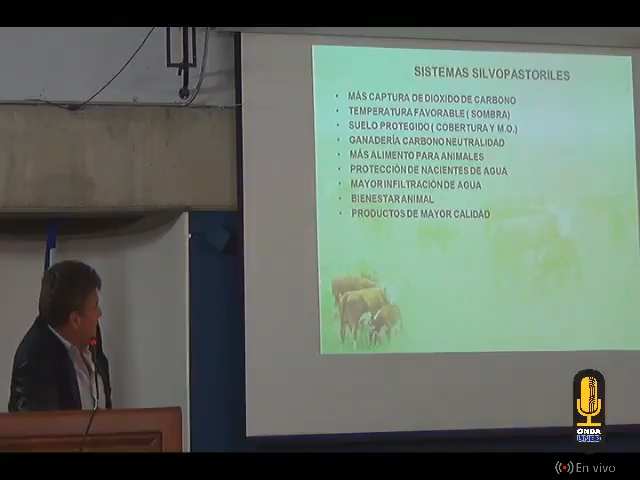 SISTEMAS SILVOPASTORILES
• MÁS CAPTURA DE DIOXIDO DE CARBONO
• TEMPERATURA FAVORABLE ( SOMBRA)
• SUELO PROTEGIDO ( COBERTURA Y M.O.)
• GANADERÍA CARBONO NEUTRALIDAD
• MÁS ALIMENTO PARA ANIMALES
• PROTECCIÓN DE NACIENTES DE AGUA
• MAYOR INFILTRACIÓN DE AGUA
• BIENESTAR ANIMAL
• PRODUCTOS DE MAYOR CALIDAD
ONDA
UNED
En vivo